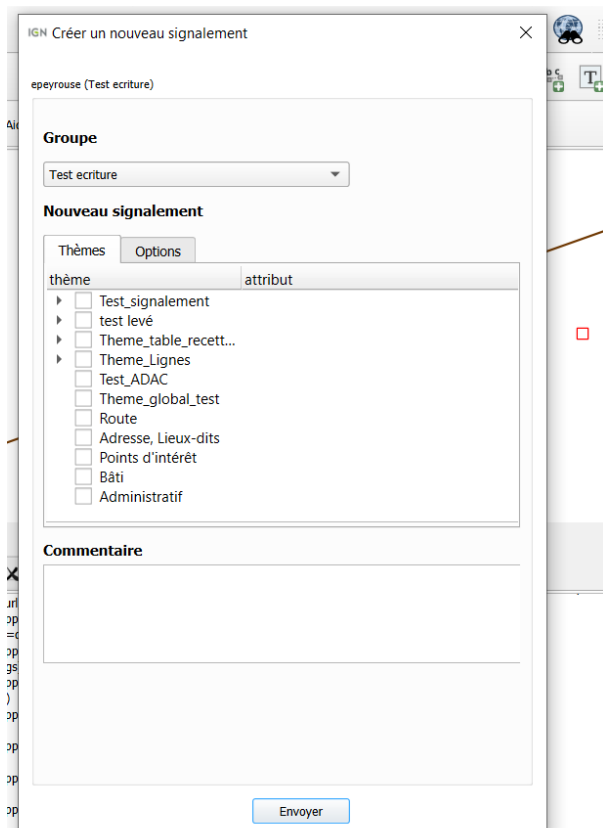 IGN Créer un nouveau signalement
epeyrouse (Test ecriture)
Groupe
Test ecriture
Nouveau signalement
Thèmes Options
thème attribut
Test_signalement
test levé
Theme_table_recett...
Theme_Lignes
Test_ADAC
Theme_global_test
Route
Adresse, Lieux-dits
Points d'intérêt
Bâti
Administratif
Commentaire
Envoyer